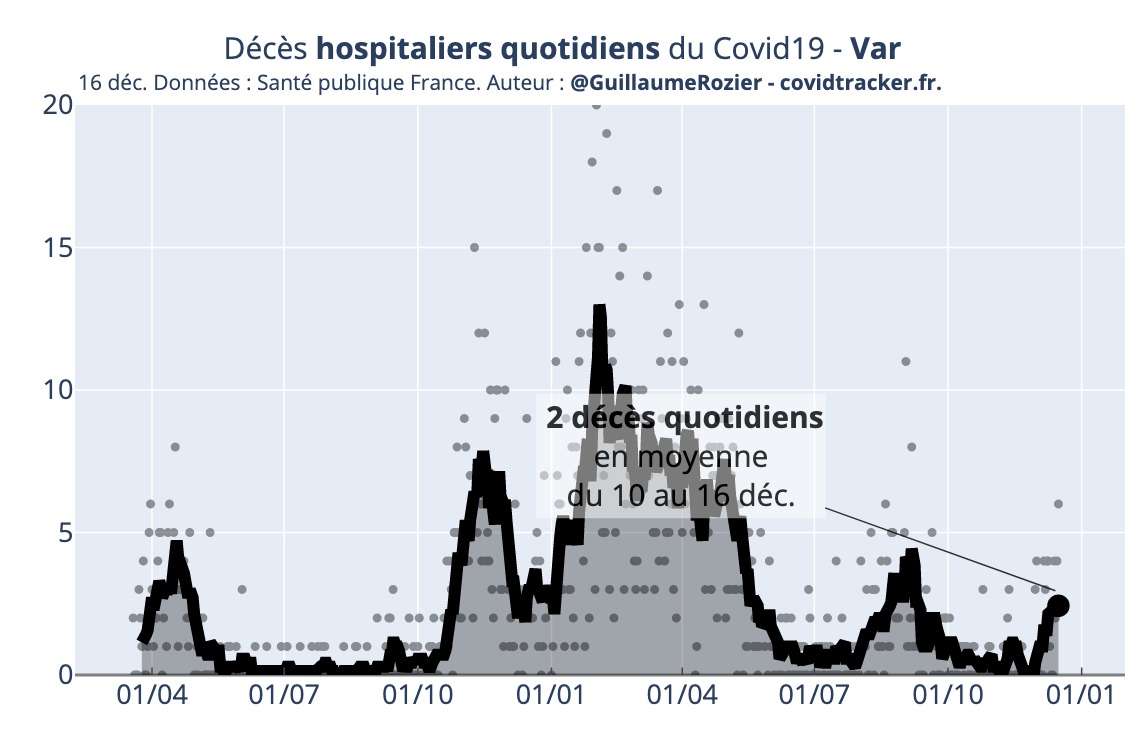 Décès hospitaliers quotidiens du Covid19 - Var
16 déc. Données : Santé publique France. Auteur : @GuillaumeRozier - covidtracker.fr.
20
15
10
5
0
2 décès quotidiens
en moyenne
du 10 au 16 déc.
01/04 01/07 01/10 01/01 01/04 01/07 01/10 01/01